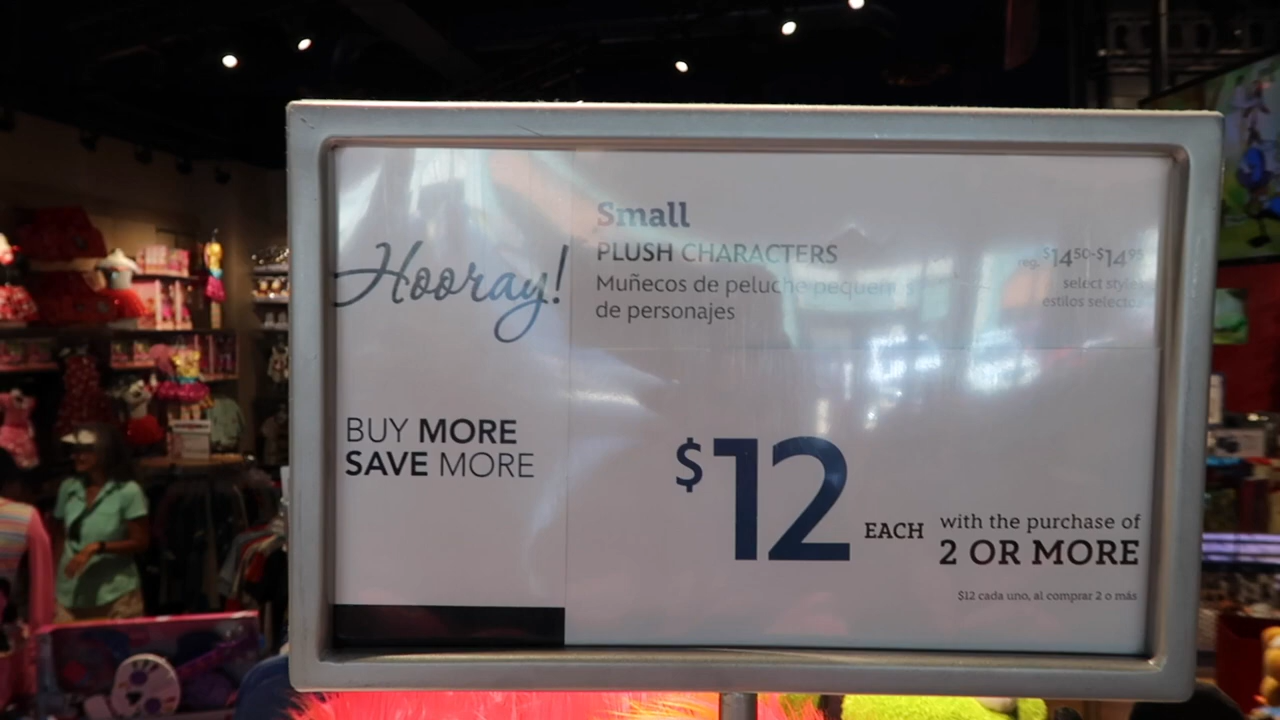 Hooray!
BUY MORE
SAVE MORE
Small
PLUSH CHARACTERS
Muñecos de peluche pequeños
de personajes
reg. $14.50-$14.95
select styles
estilos selectos
$12 EACH
with the purchase of
2 OR MORE
$12 cada uno, al comprar 2 o más